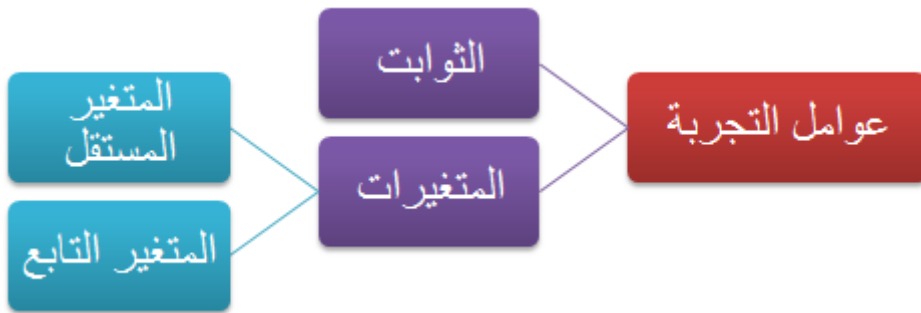 عوامل التجربة
الثوابت
المتغيرات
المتغير
المستقل
المتغير التابع